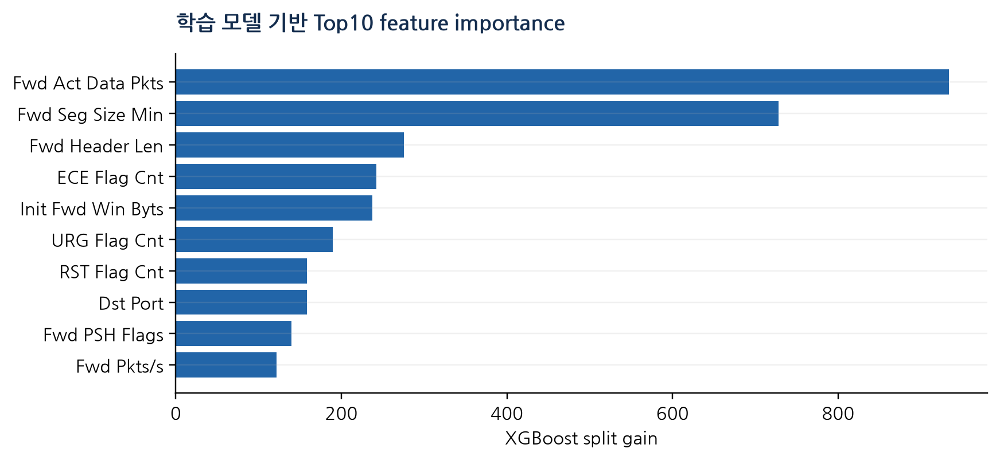 학습 모델 기반 Top10 feature importance
Fwd Act Data Pkts
Fwd Seg Size Min
Fwd Header Len
ECE Flag Cnt
Init Fwd Win Byts
URG Flag Cnt
RST Flag Cnt
Dst Port
Fwd PSH Flags
Fwd Pkts/s
0 200 400 600 800
XGBoost split gain